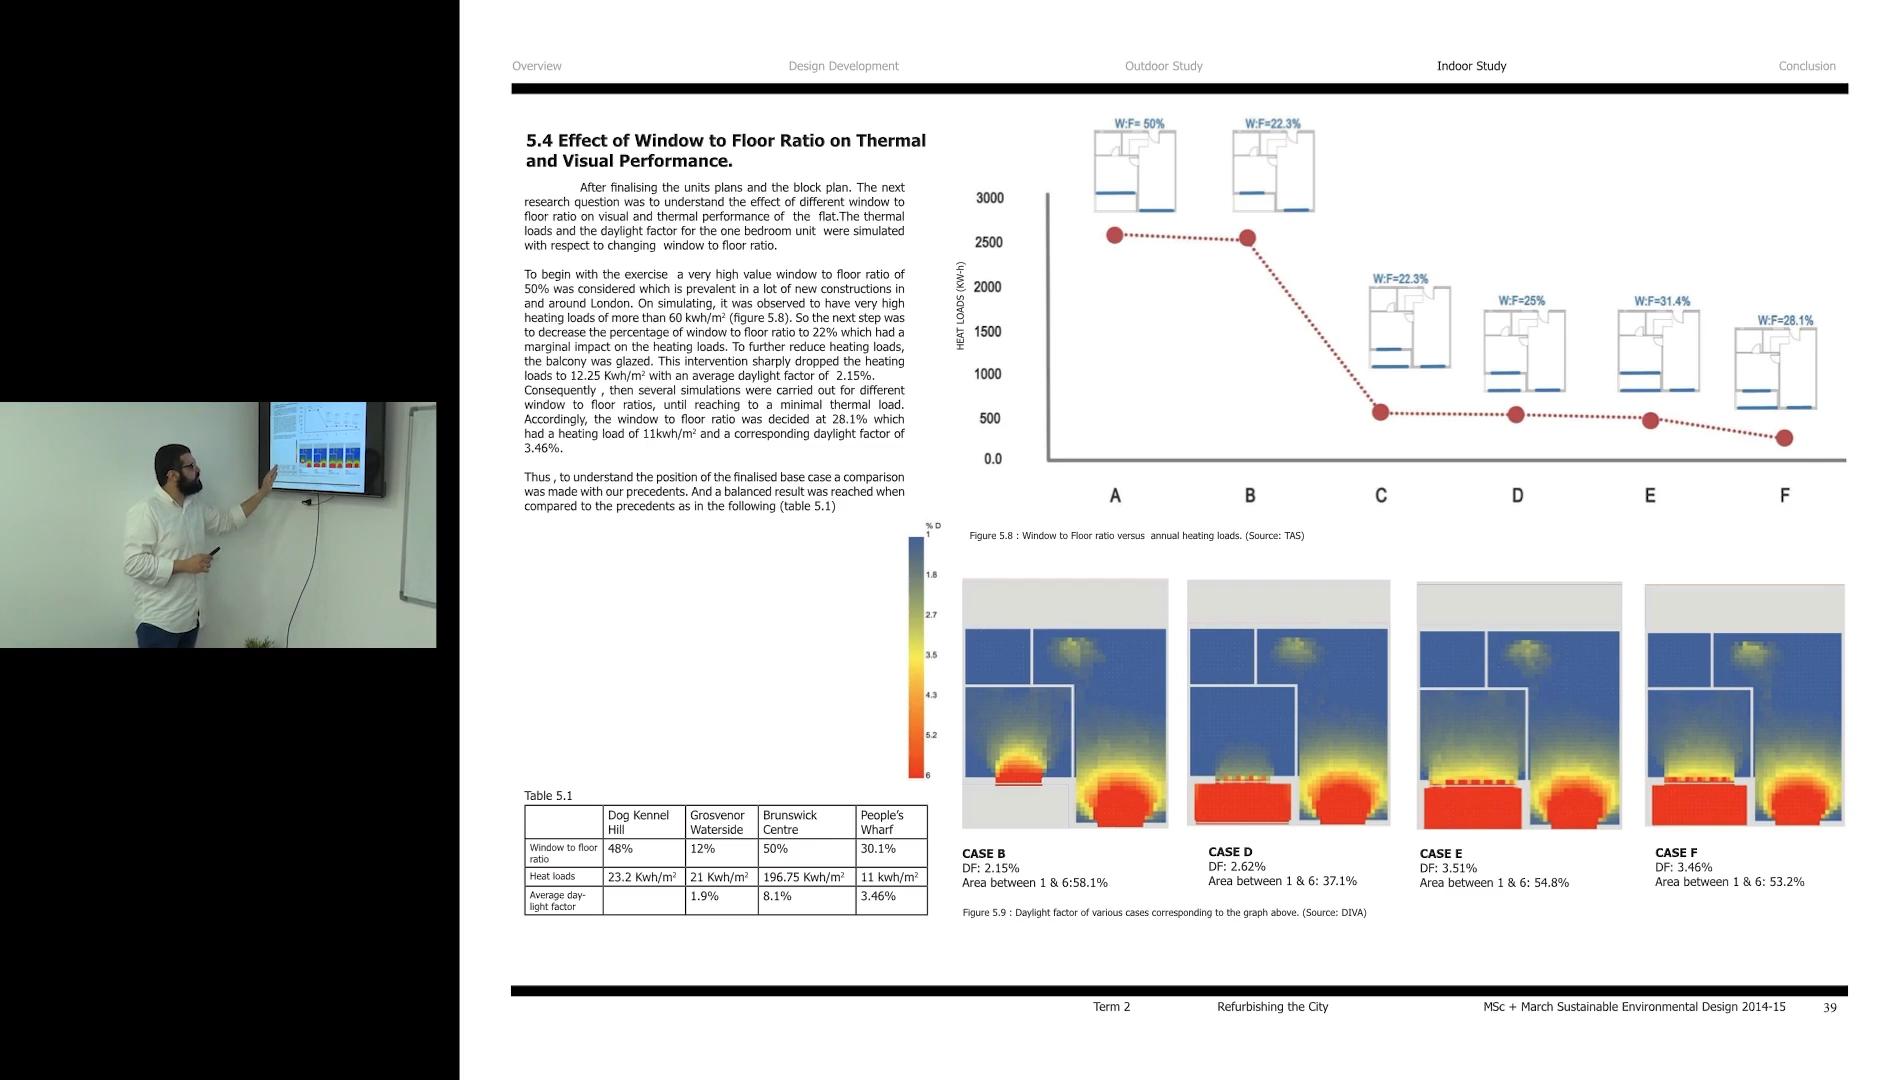 Overview
Design Development
Outdoor Study
Indoor Study
Conclusion
5.4 Effect of Window to Floor Ratio on Thermal
and Visual Performance.
After finalising the units plans and the block plan. The next
research question was to understand the effect of different window to
floor ratio on visual and thermal performance of the flat.The thermal
loads and the daylight factor for the one bedroom unit were simulated
with respect to changing window to floor ratio.
To begin with the exercise a very high value window to floor ratio of
50% was considered which is prevalent in a lot of new constructions in
and around London. On simulating, it was observed to have very high
heating loads of more than 60 kwh/m² (figure 5.8). So the next step was
to decrease the percentage of window to floor ratio to 22% which had a
marginal impact on the heating loads. To further reduce heating loads,
the balcony was glazed. This intervention sharply dropped the heating
loads to 12.25 Kwh/m² with an average daylight factor of 2.15%.
Consequently , then several simulations were carried out for different
window to floor ratios, until reaching to a minimal thermal load.
Accordingly, the window to floor ratio was decided at 28.1% which
had a heating load of 11kwh/m² and a corresponding daylight factor of
3.46%.
Thus , to understand the position of the finalised base case a comparison
was made with our precedents. And a balanced result was reached when
compared to the precedents as in the following (table 5.1)
W:F= 50%
W:F=22.3%
W:F=22.3%
W:F=25%
W:F=31.4%
W:F=28.1%
HEAT LOADS (KW-h)
3000
2500
2000
1500
1000
500
0.0
A B C D E F
Figure 5.8 : Window to Floor ratio versus annual heating loads. (Source: TAS)
% D
1
1.8
2.7
3.5
4.3
5.2
6
Table 5.1
Dog Kennel Hill Grosvenor Waterside Brunswick Centre People's Wharf
Window to floor ratio 48% 12% 50% 30.1%
Heat loads 23.2 Kwh/m² 21 Kwh/m² 196.75 Kwh/m² 11 kwh/m²
Average day-light factor 1.9% 8.1% 3.46%
CASE B
DF: 2.15%
Area between 1 & 6:58.1%
CASE D
DF: 2.62%
Area between 1 & 6: 37.1%
CASE E
DF: 3.51%
Area between 1 & 6: 54.8%
CASE F
DF: 3.46%
Area between 1 & 6: 53.2%
Figure 5.9 : Daylight factor of various cases corresponding to the graph above. (Source: DIVA)
Term 2
Refurbishing the City
MSc + March Sustainable Environmental Design 2014-15
39